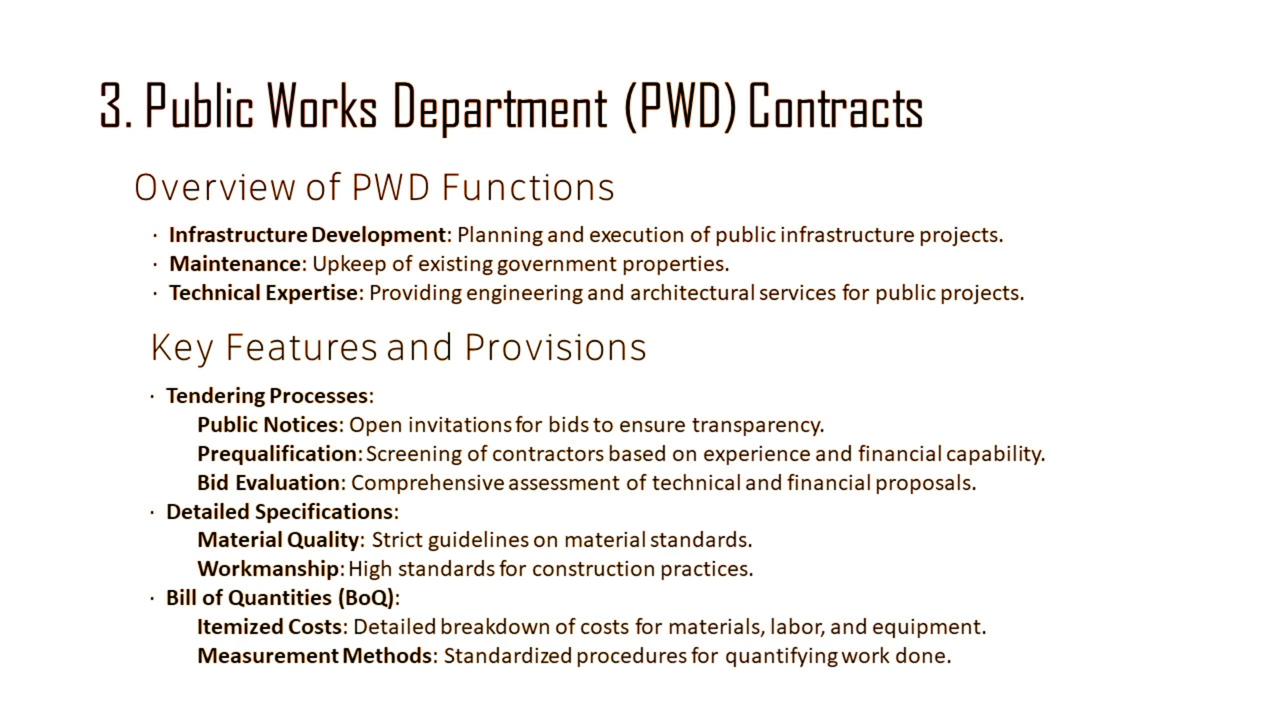 3. Public Works Department (PWD) Contracts
Overview of PWD Functions
· Infrastructure Development: Planning and execution of public infrastructure projects.
· Maintenance: Upkeep of existing government properties.
· Technical Expertise: Providing engineering and architectural services for public projects.
Key Features and Provisions
· Tendering Processes:
Public Notices: Open invitations for bids to ensure transparency.
Prequalification: Screening of contractors based on experience and financial capability.
Bid Evaluation: Comprehensive assessment of technical and financial proposals.
· Detailed Specifications:
Material Quality: Strict guidelines on material standards.
Workmanship: High standards for construction practices.
· Bill of Quantities (BoQ):
Itemized Costs: Detailed breakdown of costs for materials, labor, and equipment.
Measurement Methods: Standardized procedures for quantifying work done.